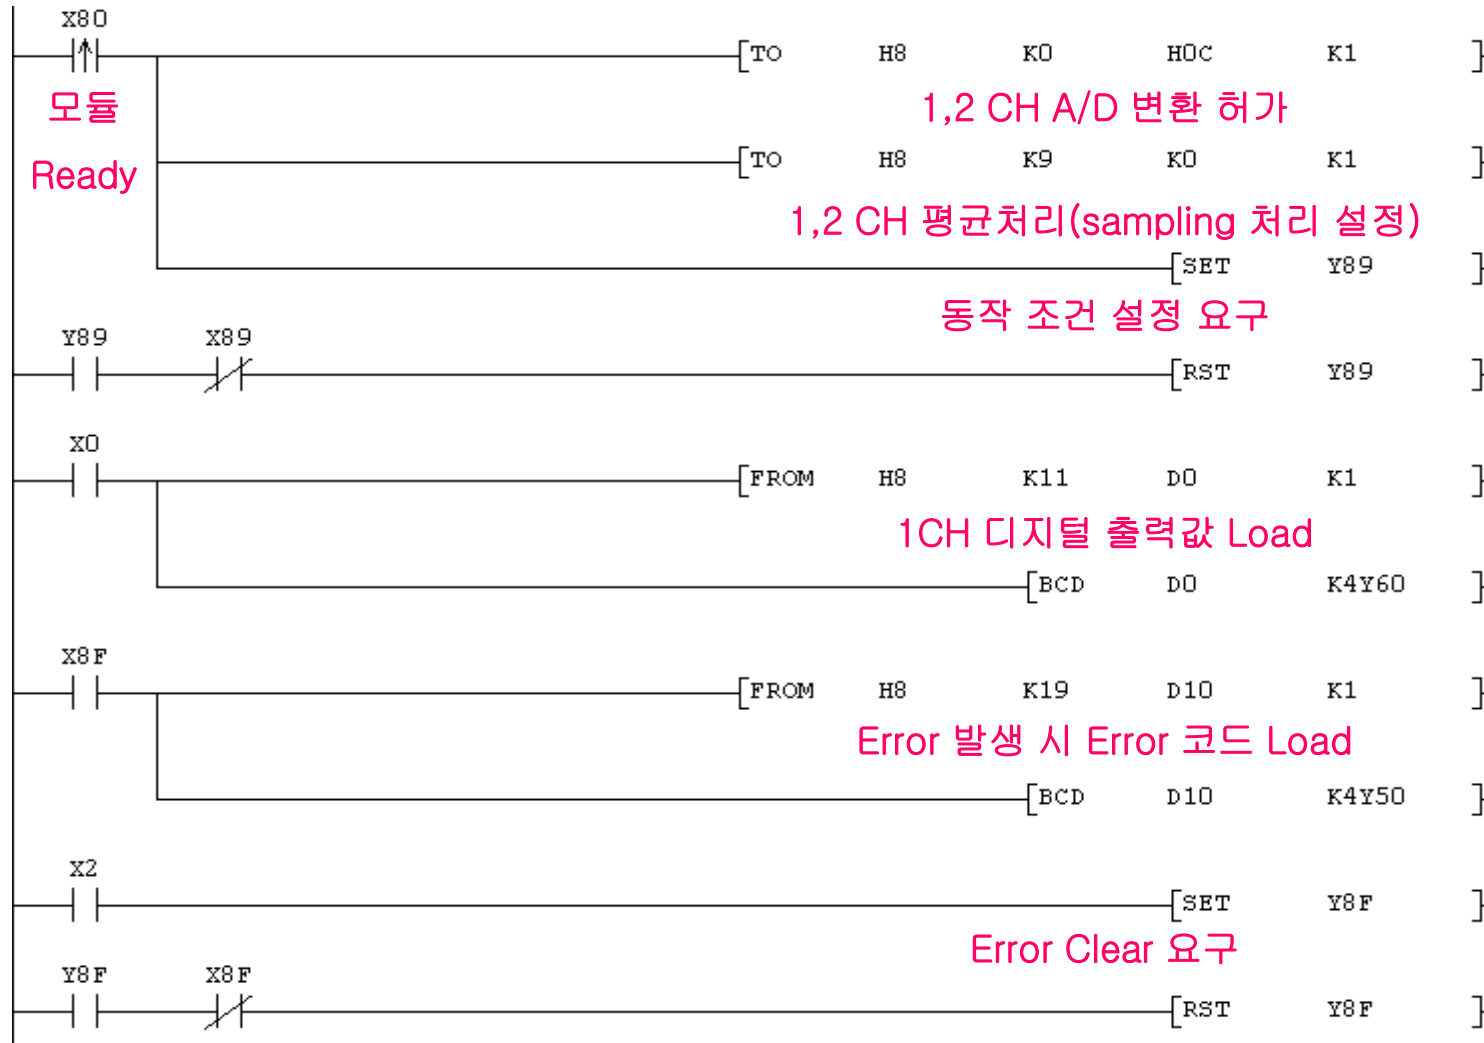 X80
[TO H8 K0 H0C K1 ]
모듈
1,2 CH A/D 변환 허가
[TO H8 K9 K0 K1 ]
Ready
1,2 CH 평균처리(sampling 처리 설정)
[SET Y89 ]
동작 조건 설정 요구
Y89 X89
[RST Y89 ]
X0
[FROM H8 K11 D0 K1 ]
1CH 디지털 출력값 Load
[BCD D0 K4Y60 ]
X8F
[FROM H8 K19 D10 K1 ]
Error 발생 시 Error 코드 Load
[BCD D10 K4Y50 ]
X2
[SET Y8F ]
Error Clear 요구
Y8F X8F
[RST Y8F ]